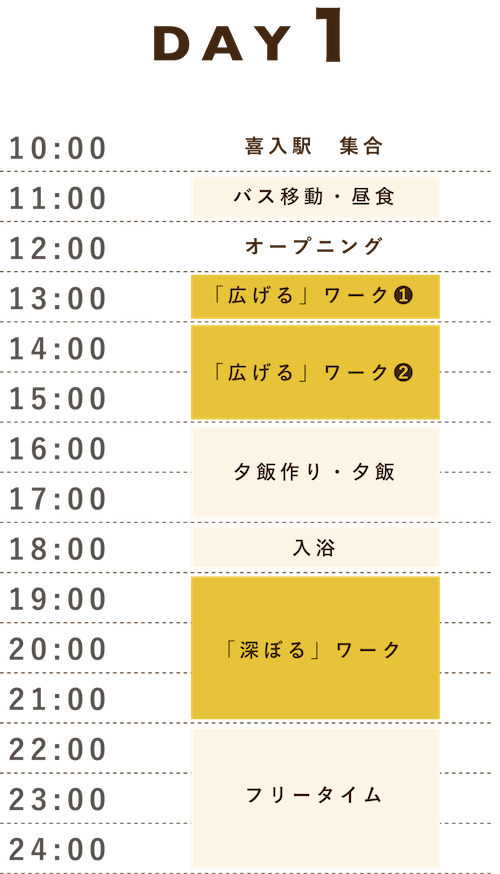 DAY1
10:00 喜入駅　集合
11:00 バス移動・昼食
12:00 オープニング
13:00 「広げる」ワーク❶
14:00
「広げる」ワーク❷
15:00
16:00
夕飯作り・夕飯
17:00
18:00 入浴
19:00
20:00 「深ぼる」ワーク
21:00
22:00
23:00 フリータイム
24:00